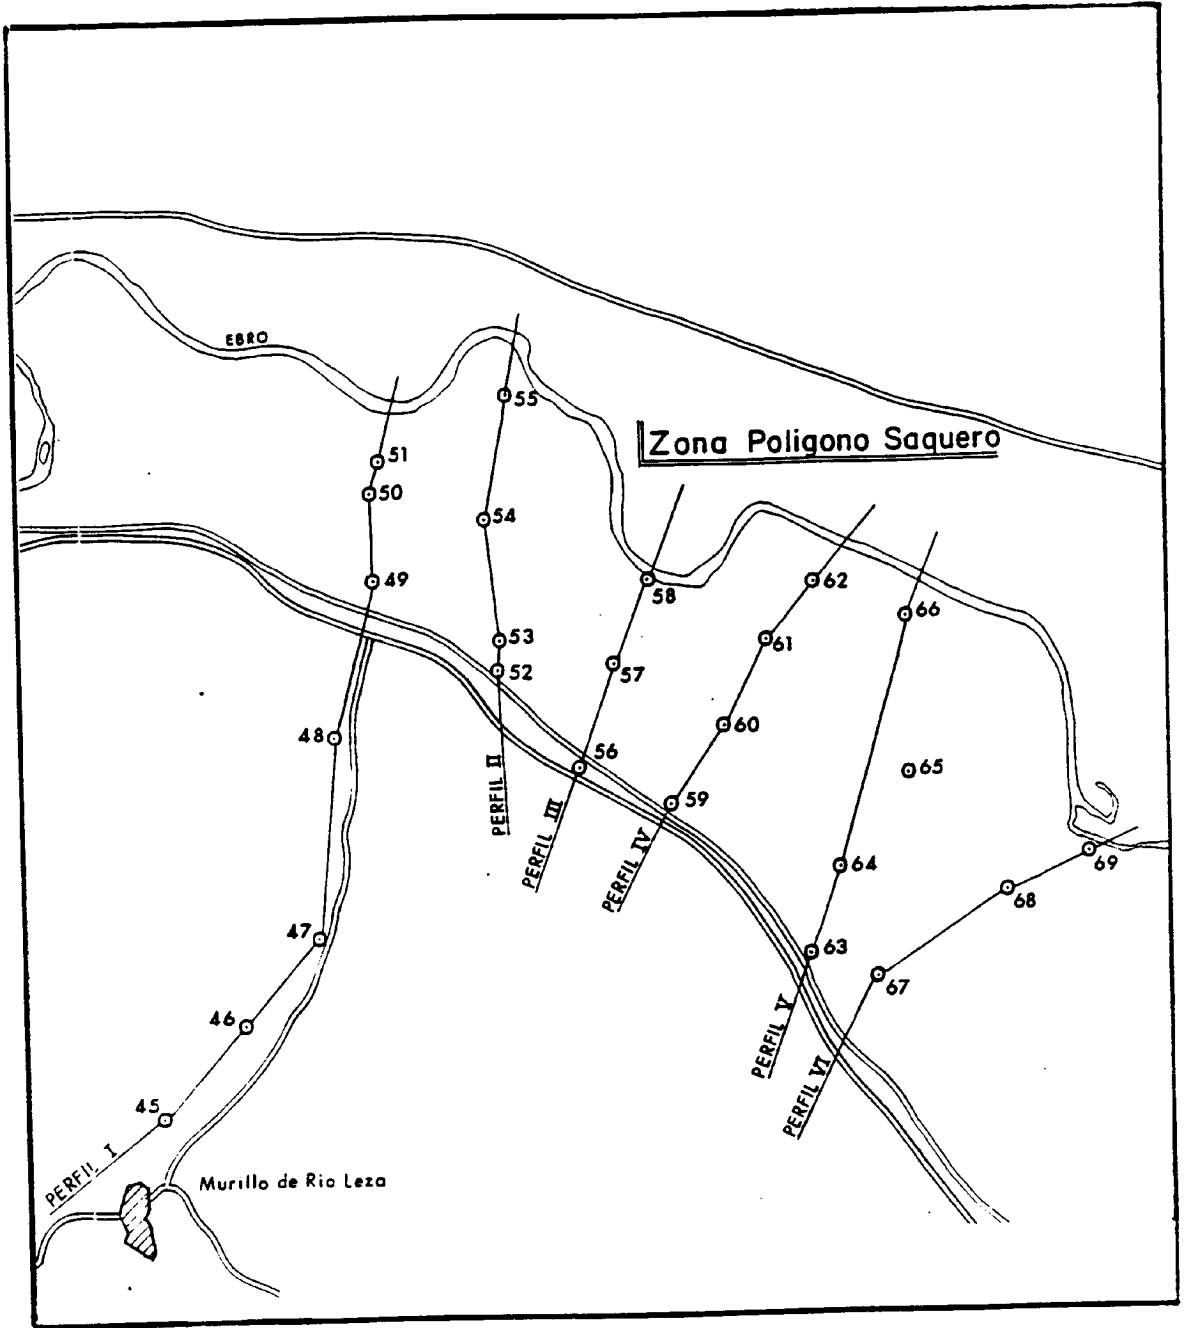 EBRO
55
Zona Poligono Saquero
51
50
54
49
58
62
66
53
52
57
61
48
60
56
65
59
PERFIL II
PERFIL III
PERFIL IV
64
69
68
47
63
67
46
PERFIL V
PERFIL VI
45
PERFIL I
Murillo de Rio Leza